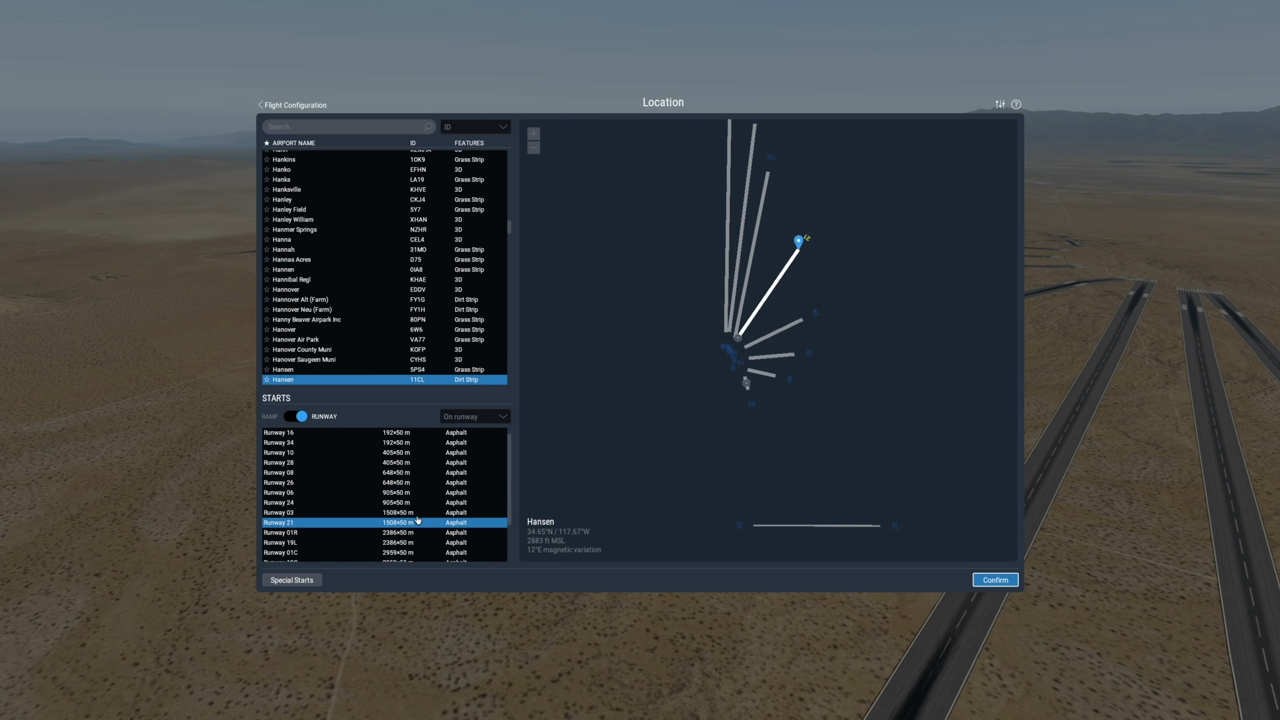 Flight Configuration
Location
Search
ID
AIRPORT NAME ID FEATURES
Hankins 1OK9 Grass Strip
Hanko EFHN 3D
Hanks LA19 Grass Strip
Hanksville KHVE 3D
Hanley CKJ4 Grass Strip
Hanley Field 5Y7 Grass Strip
Hanley William XHAN 3D
Hanmer Springs NZHR 3D
Hanna CEL4 3D
Hannah 31MO Grass Strip
Hannas Acres D75 Grass Strip
Hannen 0IA8 Grass Strip
Hannibal Regl KHAE 3D
Hannover EDDV 3D
Hannover Alt (Farm) FY1G Dirt Strip
Hannover Neu (Farm) FY1H Dirt Strip
Hanny Beaver Airpark Inc 80PN Grass Strip
Hanover 6W6 Grass Strip
Hanover Air Park VA77 Grass Strip
Hanover County Muni KOFP 3D
Hanover Saugeen Muni CYHS 3D
Hansen 5PS4 Grass Strip
Hansen 11CL Dirt Strip
STARTS
RAMP RUNWAY On runway
Runway 16 192×50 m Asphalt
Runway 34 192×50 m Asphalt
Runway 10 405×50 m Asphalt
Runway 28 405×50 m Asphalt
Runway 08 648×50 m Asphalt
Runway 26 648×50 m Asphalt
Runway 06 905×50 m Asphalt
Runway 24 905×50 m Asphalt
Runway 03 1508×50 m Asphalt
Runway 21 1508×50 m Asphalt
Runway 01R 2386×50 m Asphalt
Runway 19L 2386×50 m Asphalt
Runway 01C 2959×50 m Asphalt
Hansen
34.65°N / 117.67°W
2883 ft MSL
12°E magnetic variation
Special Starts
Confirm